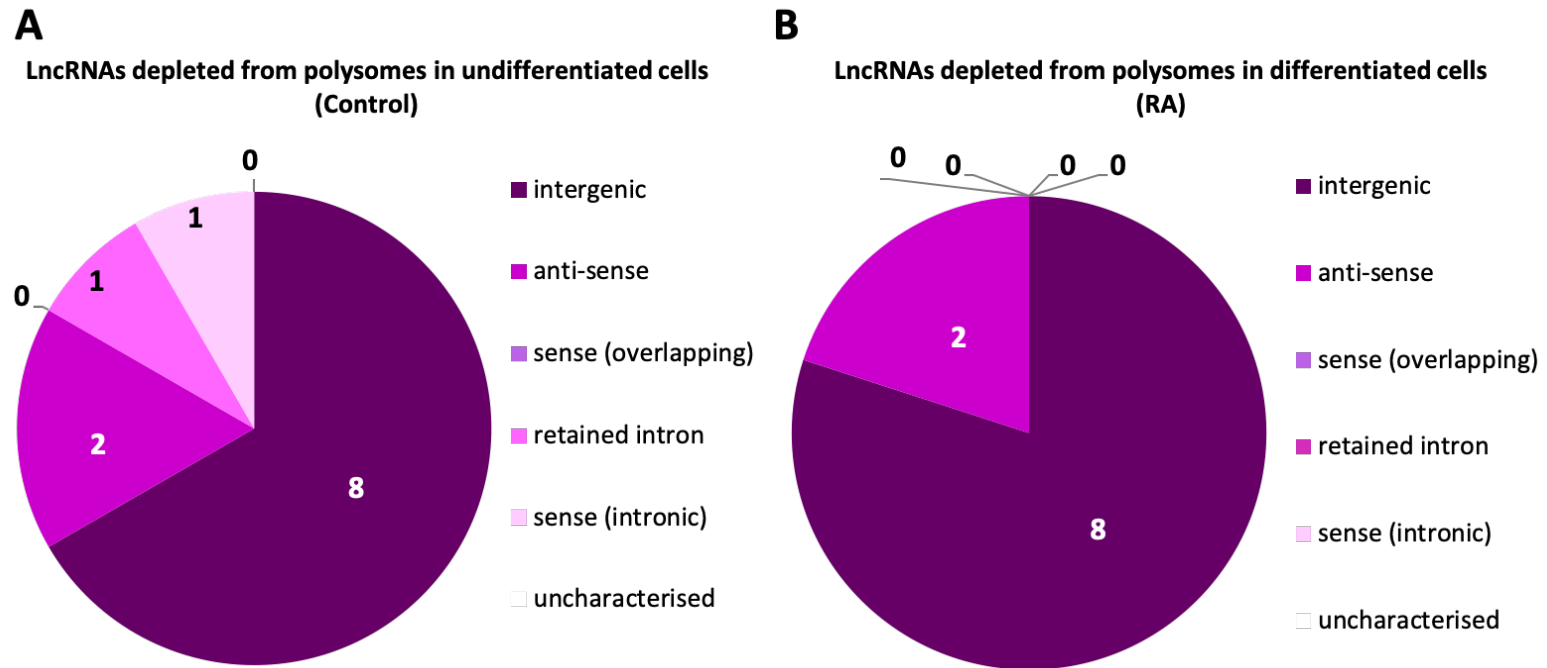 A
LncRNAs depleted from polysomes in undifferentiated cells
(Control)
0
1
1
0
2
8
intergenic
anti-sense
sense (overlapping)
retained intron
sense (intronic)
uncharacterised
B
LncRNAs depleted from polysomes in differentiated cells
(RA)
0
0
0
0
2
8
intergenic
anti-sense
sense (overlapping)
retained intron
sense (intronic)
uncharacterised